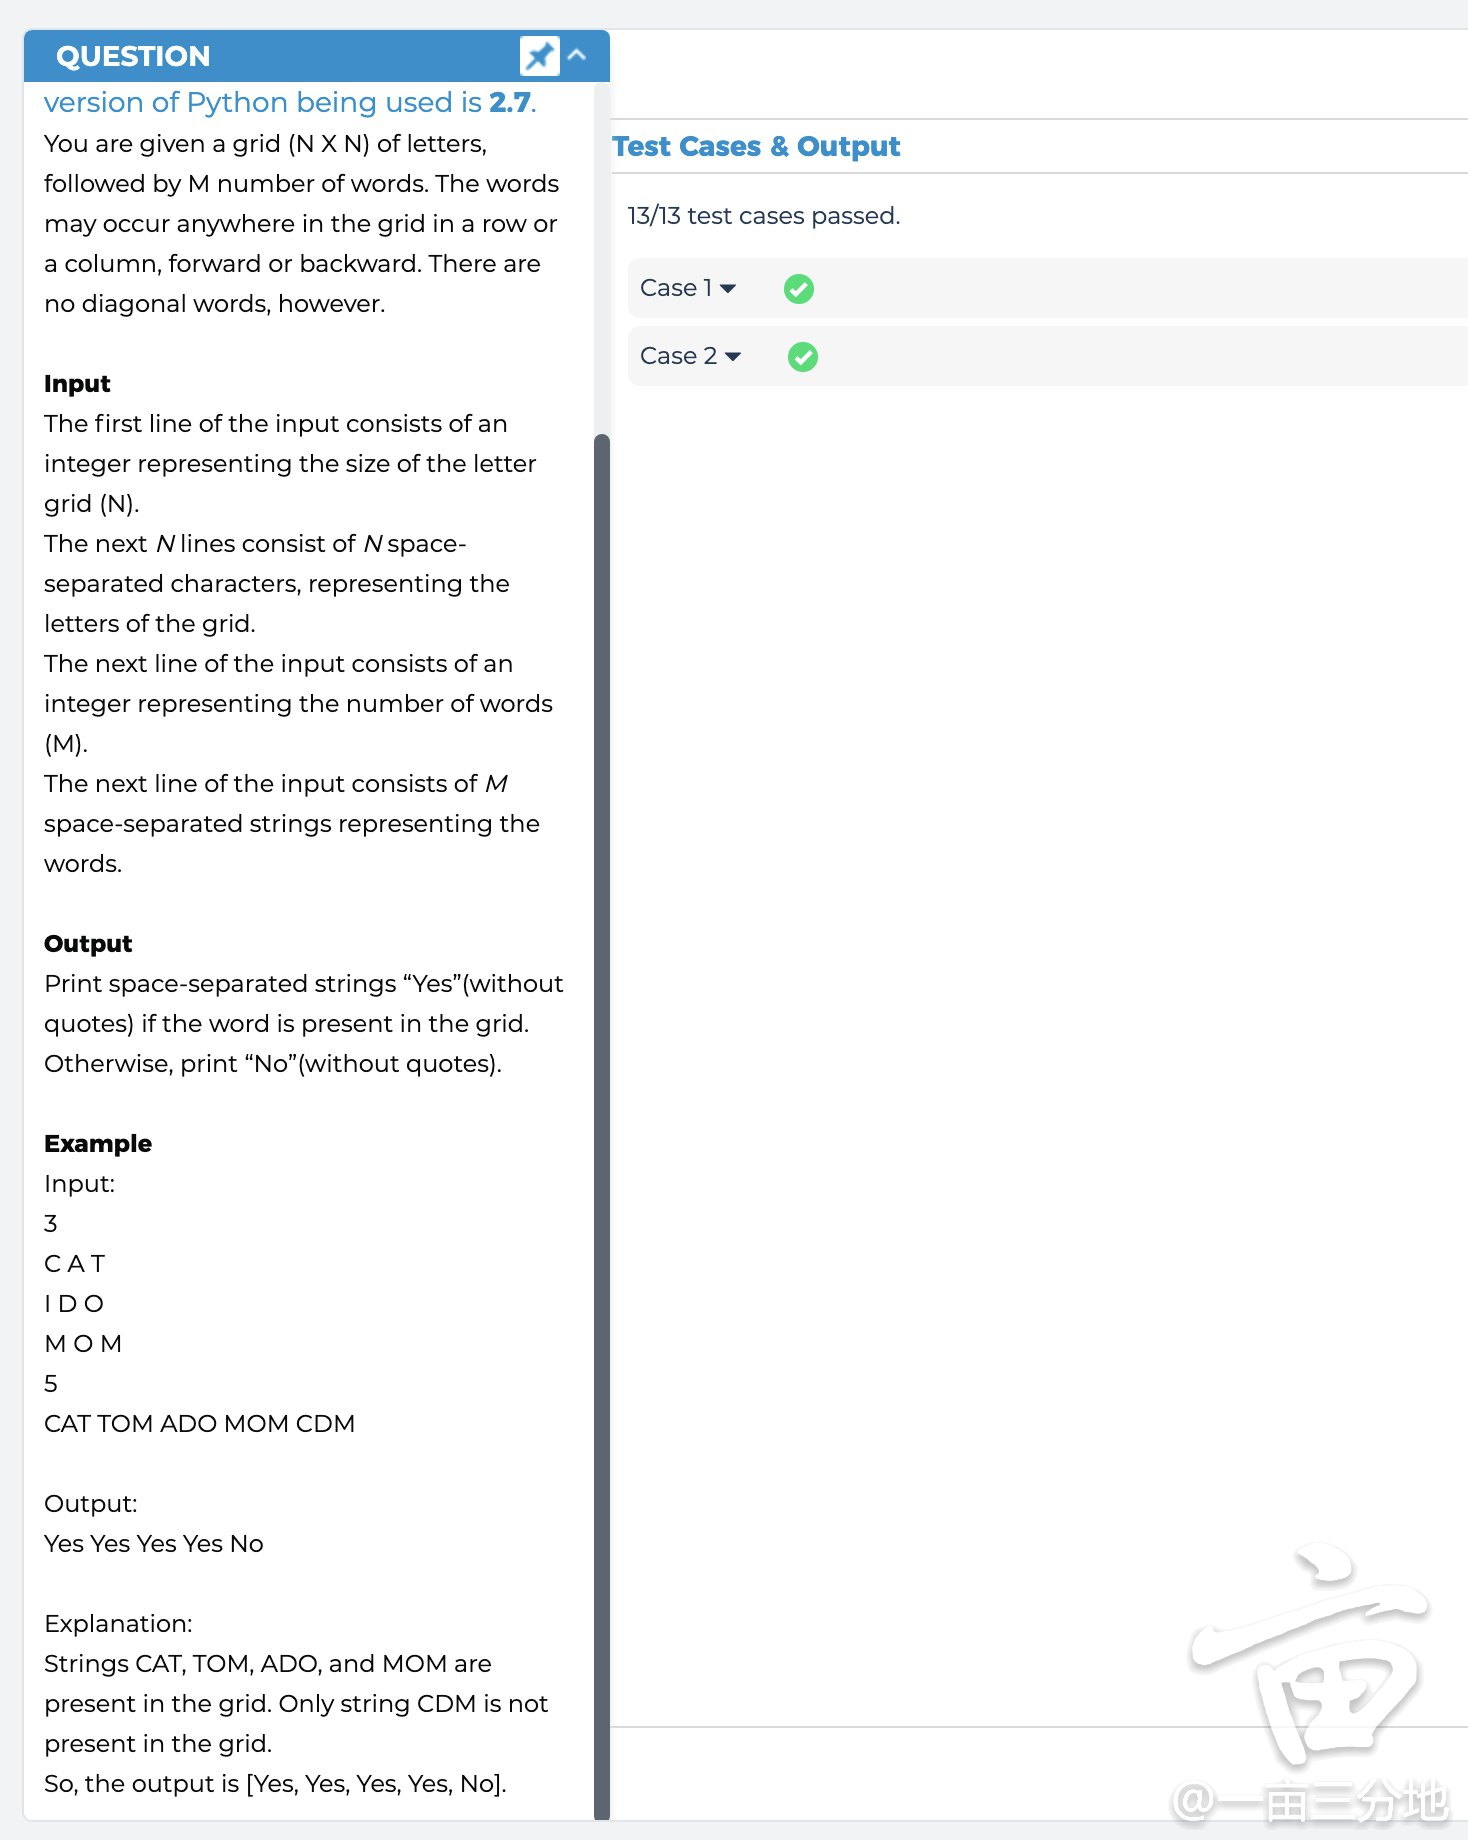 QUESTION
version of Python being used is 2.7.
You are given a grid (N X N) of letters,
followed by M number of words. The words
may occur anywhere in the grid in a row or
a column, forward or backward. There are
no diagonal words, however.
Input
The first line of the input consists of an
integer representing the size of the letter
grid (N).
The next N lines consist of N space-
separated characters, representing the
letters of the grid.
The next line of the input consists of an
integer representing the number of words
(M).
The next line of the input consists of M
space-separated strings representing the
words.
Output
Print space-separated strings “Yes”(without
quotes) if the word is present in the grid.
Otherwise, print “No”(without quotes).
Example
Input:
3
C A T
I D O
M O M
5
CAT TOM ADO MOM CDM
Output:
Yes Yes Yes Yes No
Explanation:
Strings CAT, TOM, ADO, and MOM are
present in the grid. Only string CDM is not
present in the grid.
So, the output is [Yes, Yes, Yes, Yes, No].
Test Cases & Output
13/13 test cases passed.
Case 1
Case 2
亩
@一亩三分地